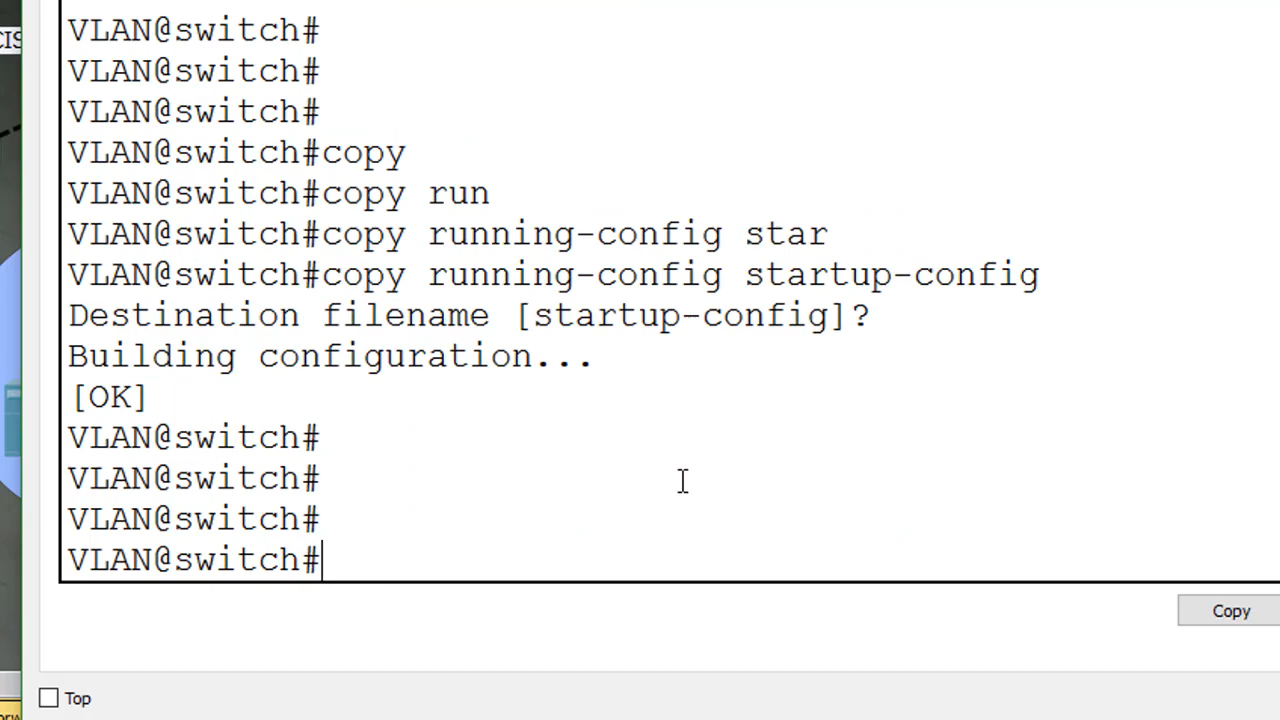 CIS
VLAN@switch#
VLAN@switch#
VLAN@switch#
VLAN@switch#copy
VLAN@switch#copy run
VLAN@switch#copy running-config star
VLAN@switch#copy running-config startup-config
Destination filename [startup-config]?
Building configuration...
[OK]
VLAN@switch#
VLAN@switch#
VLAN@switch#
VLAN@switch#
Copy
Top